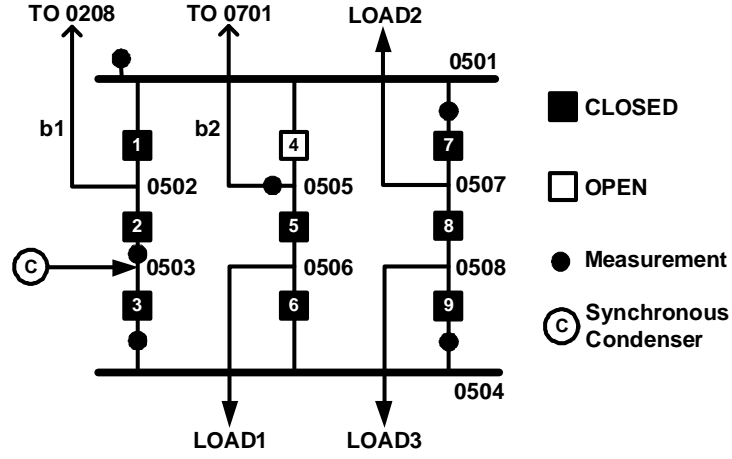 TO 0208
TO 0701
LOAD2
0501
b1
b2
1
4
7
CLOSED
0502
0505
0507
OPEN
2
5
8
C
0503
0506
0508
Measurement
3
6
9
C
Synchronous
Condenser
0504
LOAD1
LOAD3